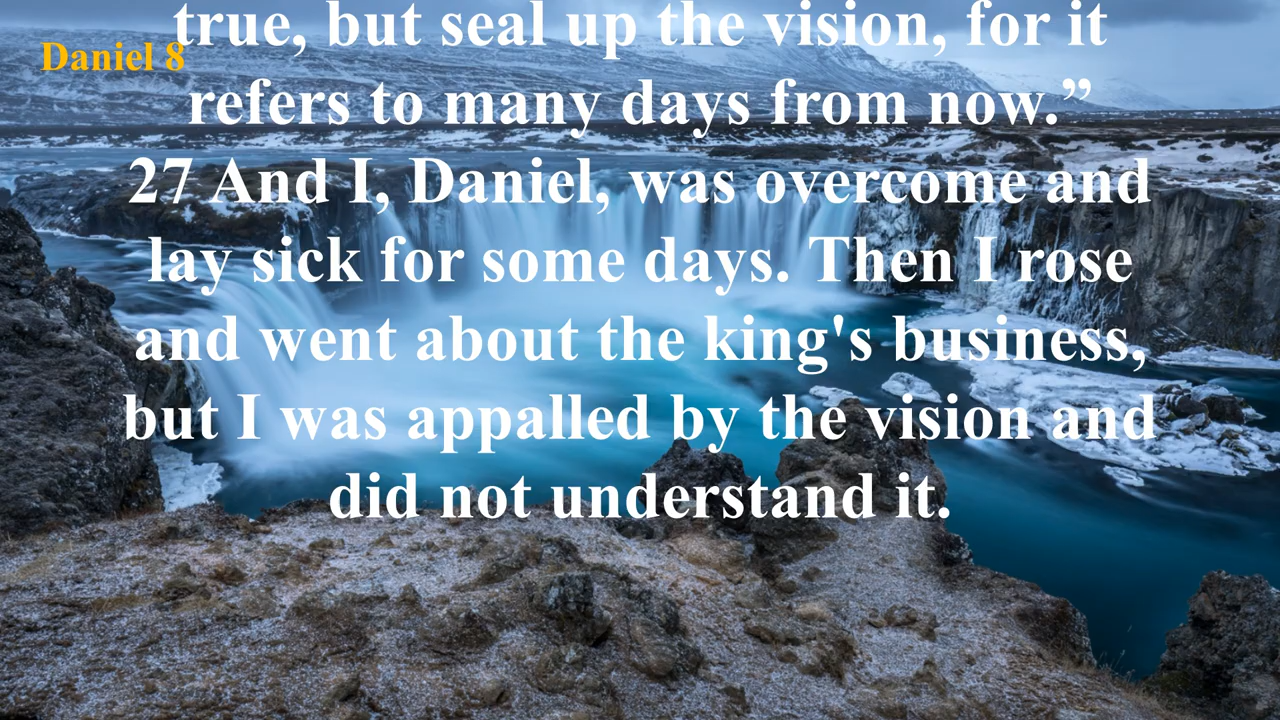 true, but seal up the vision, for it
Daniel 8
refers to many days from now.”
27 And I, Daniel, was overcome and
lay sick for some days. Then I rose
and went about the king's business,
but I was appalled by the vision and
did not understand it.